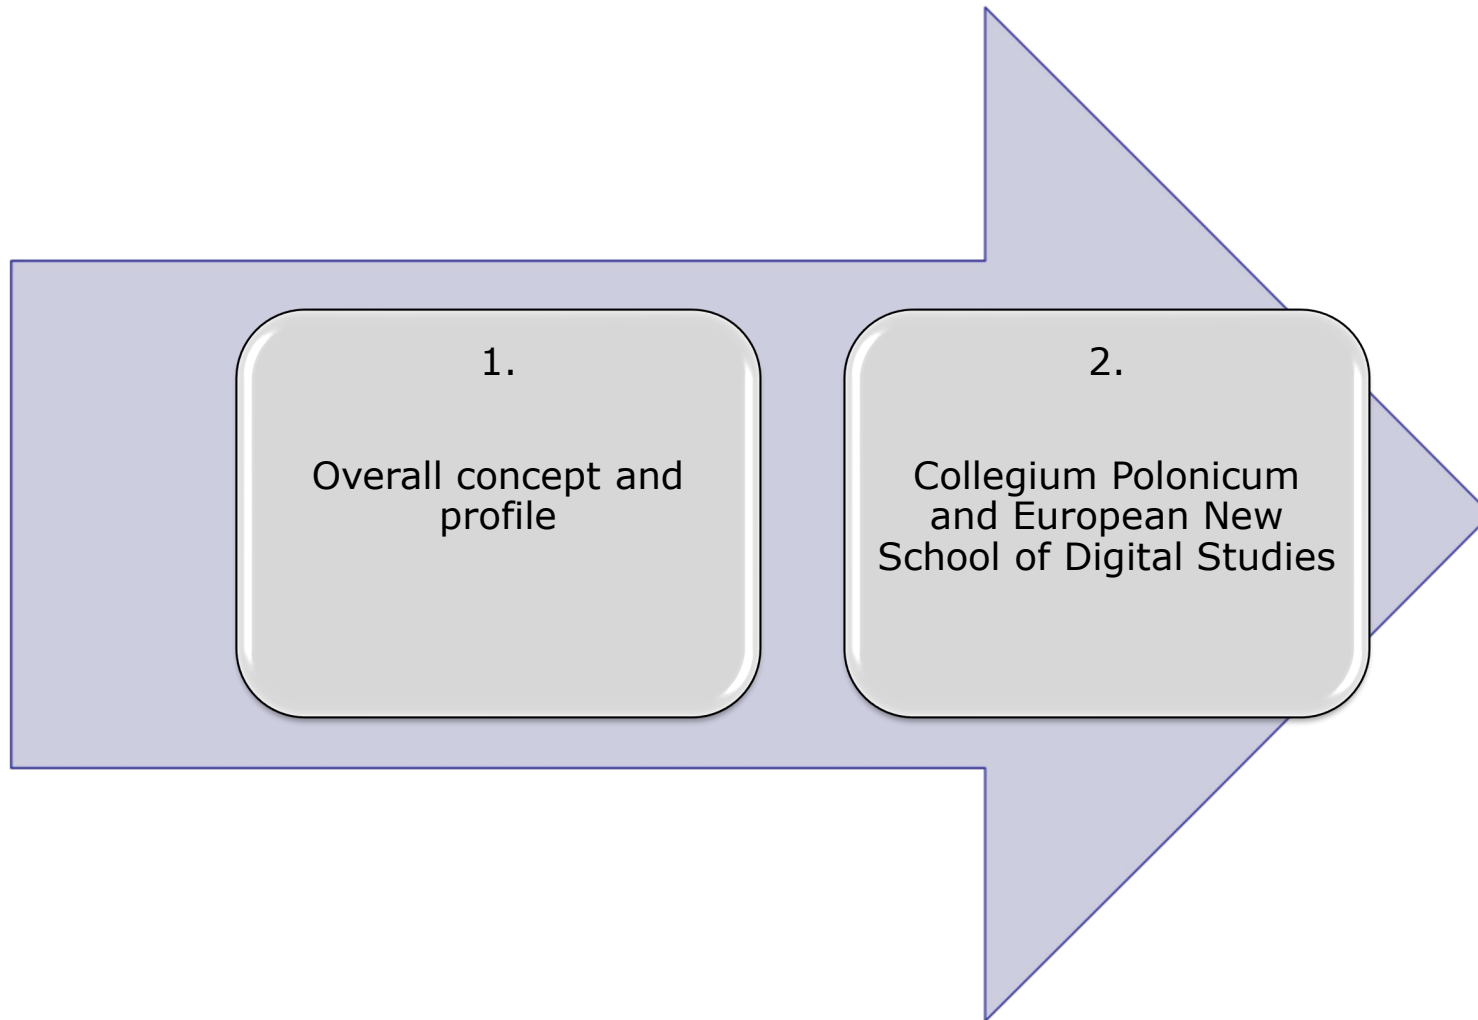 1.
Overall concept and
profile
2.
Collegium Polonicum
and European New
School of Digital Studies